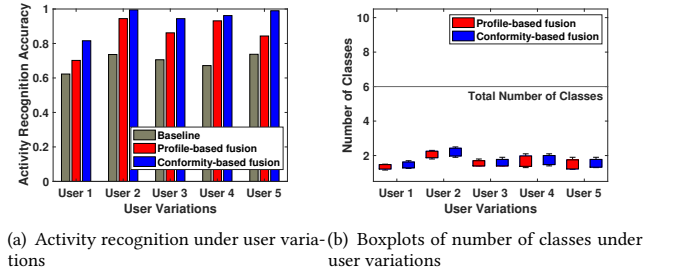 Activity Recognition Accuracy
1
0.8
0.6
0.4
0.2
0
Baseline
Profile-based fusion
Conformity-based fusion
User 1 User 2 User 3 User 4 User 5
User Variations
Number of Classes
10
8
6
4
2
Profile-based fusion
Conformity-based fusion
Total Number of Classes
User 1 User 2 User 3 User 4 User 5
User Variations
(a) Activity recognition under user varia-
tions
(b) Boxplots of number of classes under
user variations